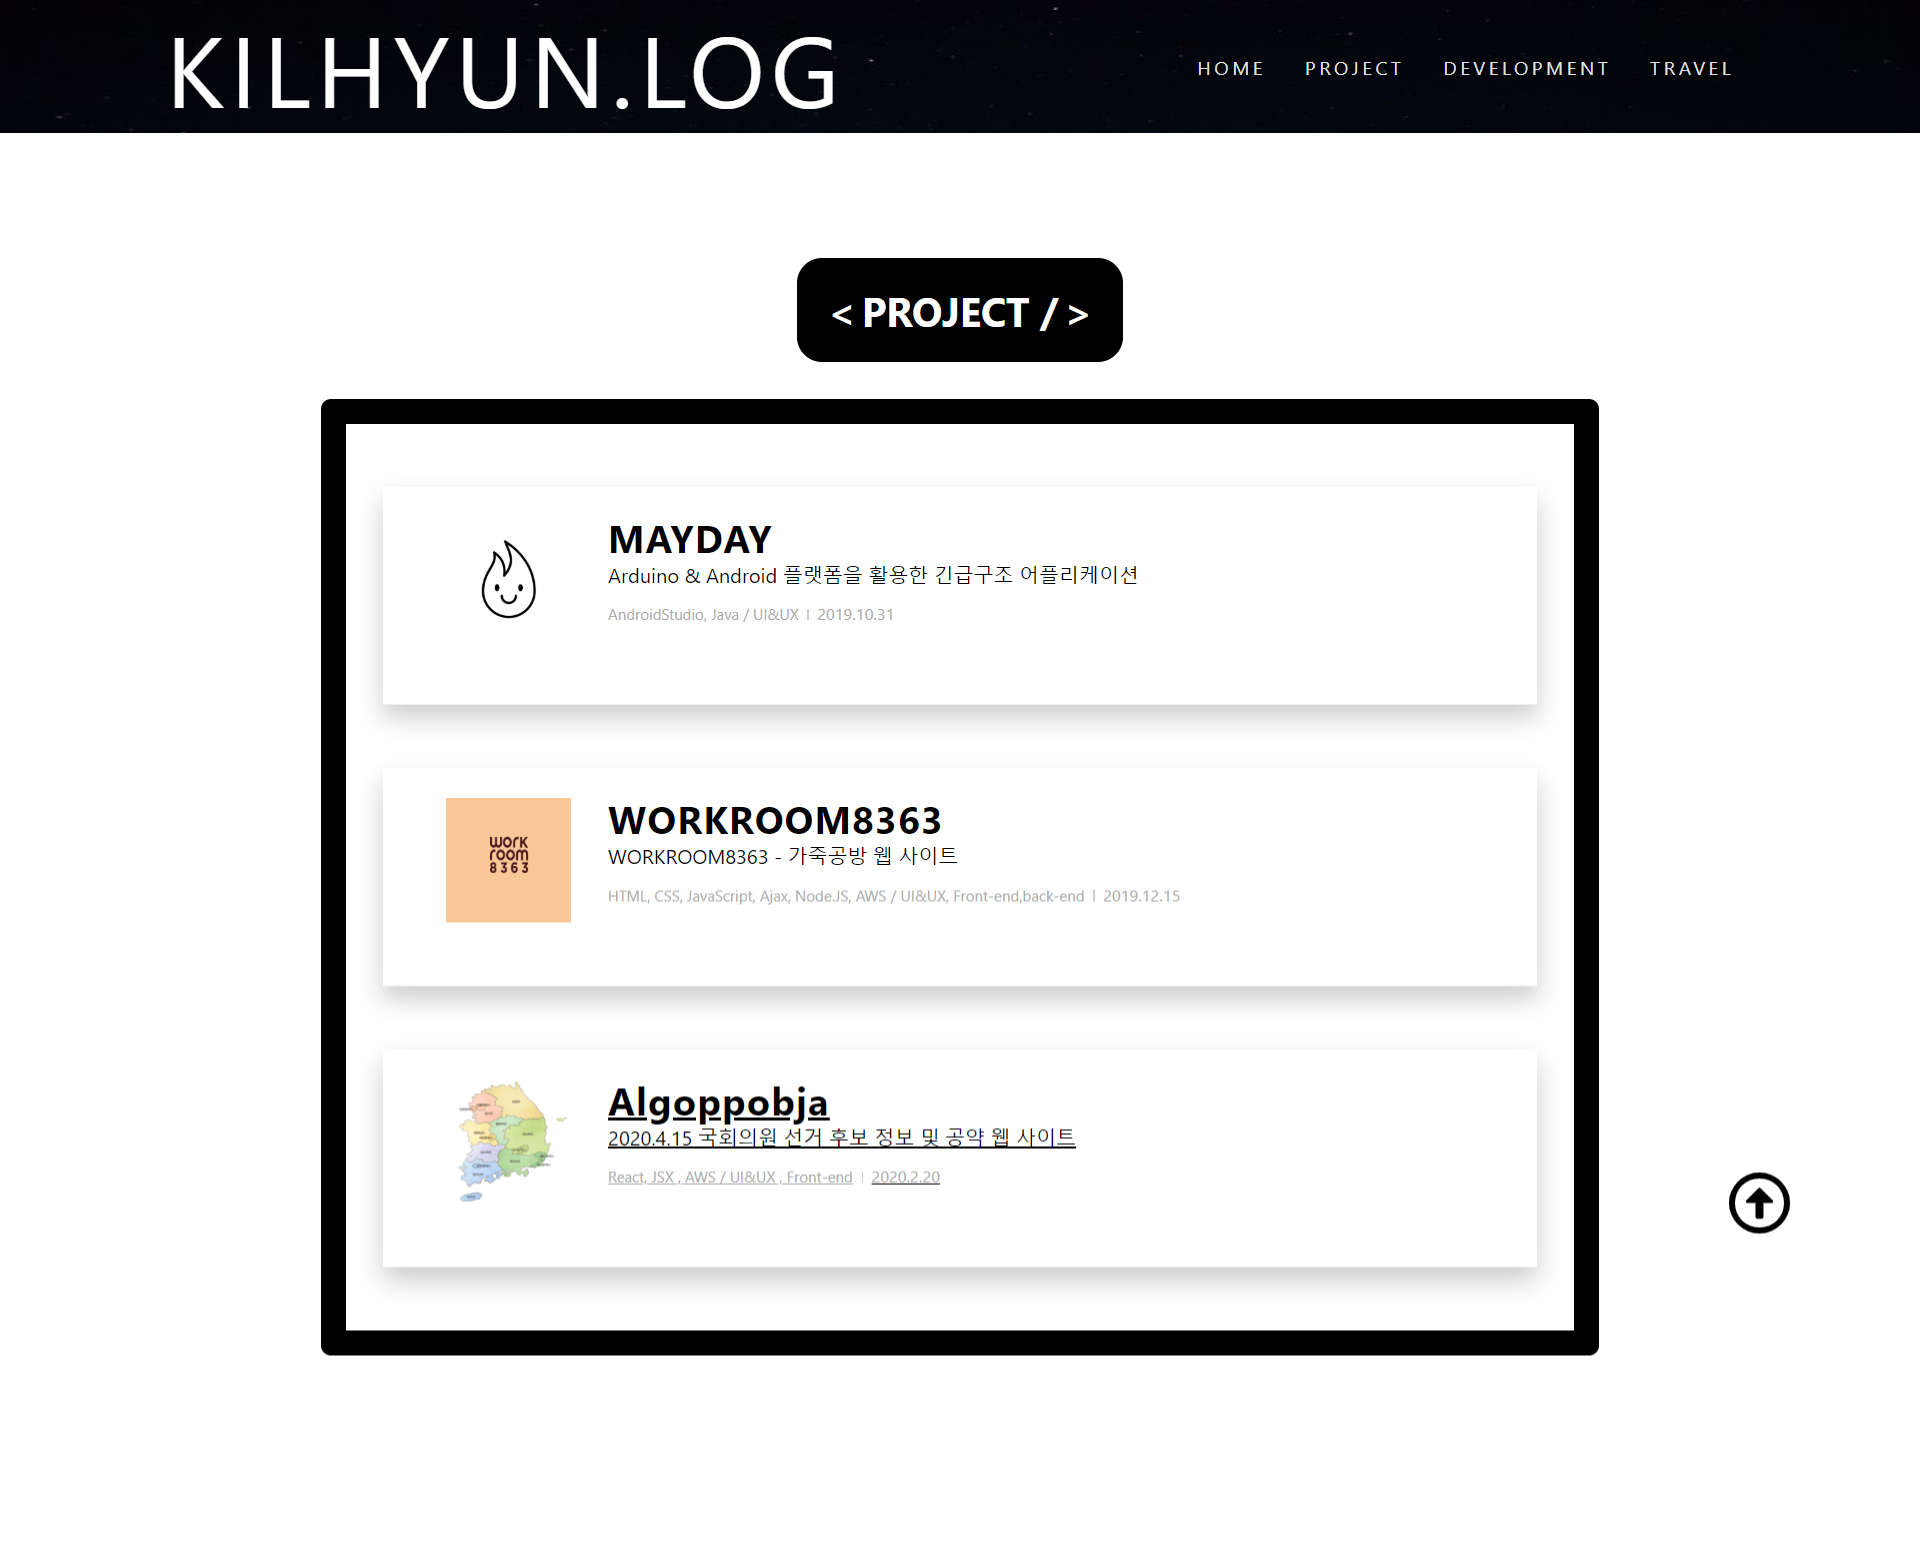 KILHYUN.LOG
HOME PROJECT DEVELOPMENT TRAVEL
< PROJECT / >
MAYDAY
Arduino & Android 플랫폼을 활용한 긴급구조 어플리케이션
AndroidStudio, Java / UI&UX | 2019.10.31
work
room
8363
WORKROOM8363
WORKROOM8363 - 가죽공방 웹 사이트
HTML, CSS, JavaScript, Ajax, NodeJS, AWS / UI&UX, Front-end,back-end | 2019.12.15
Algoppobja
2020.4.15 국회의원 선거 후보 정보 및 공약 웹 사이트
React, JSX , AWS / UI&UX , Front-end | 2020.2.20